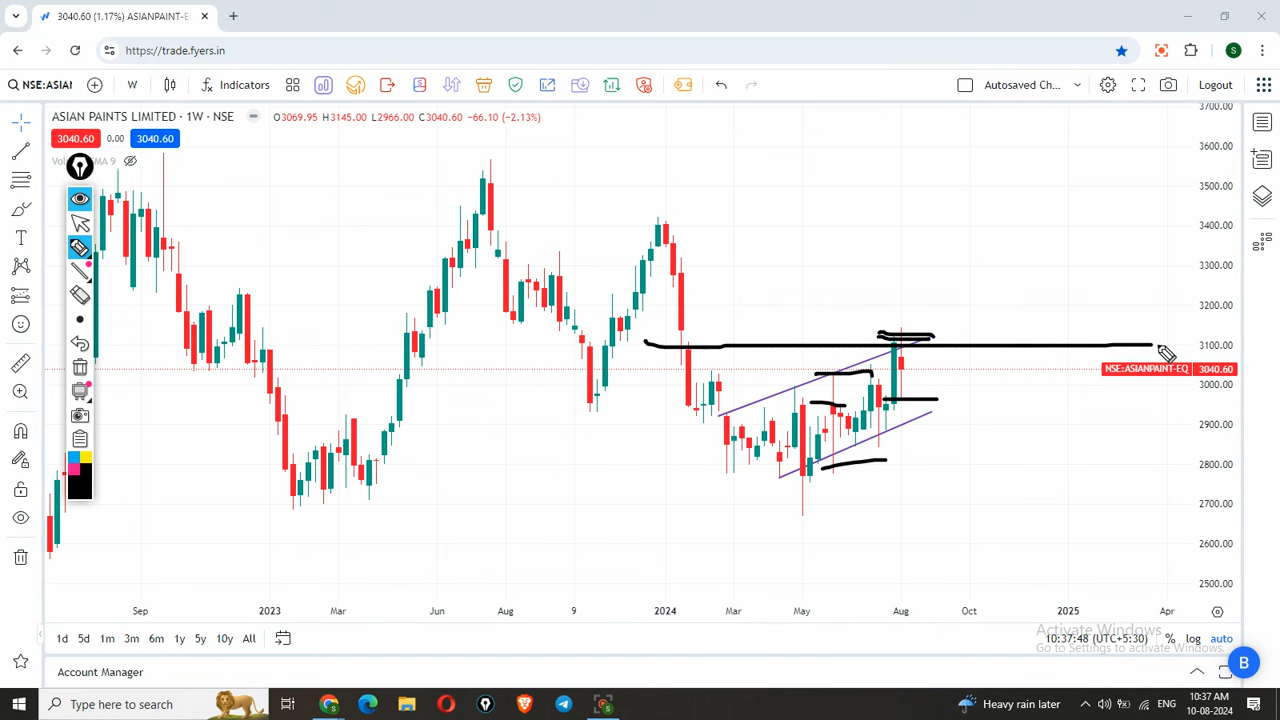 3040.60 (1.17%) ASIANPAINT-E
https://trade.fyers.in
S
NSE:ASIAN
W
Indicators
Autosaved Ch...
Logout
ASIAN PAINTS LIMITED · 1W · NSE
O3069.95 H3145.00 L2966.00 C3040.60 −66.10 (−2.13%)
3040.60 0.00 3040.60
MA 9
3700.00
3600.00
3500.00
3400.00
3300.00
3200.00
3100.00
NSE:ASIANPAINT-EQ 3040.60
3000.00
2900.00
2800.00
2700.00
2600.00
2500.00
Sep 2023 Mar Jun Aug 9 2024 Mar May Aug Oct 2025 Apr
Activate Windows
Go to Settings to activate Windows.
1d 5d 1m 3m 6m 1y 5y 10y All
10:37:48 (UTC+5:30) % log auto
Account Manager
B
Type here to search
Heavy rain later
ENG
10:37 AM
10-08-2024